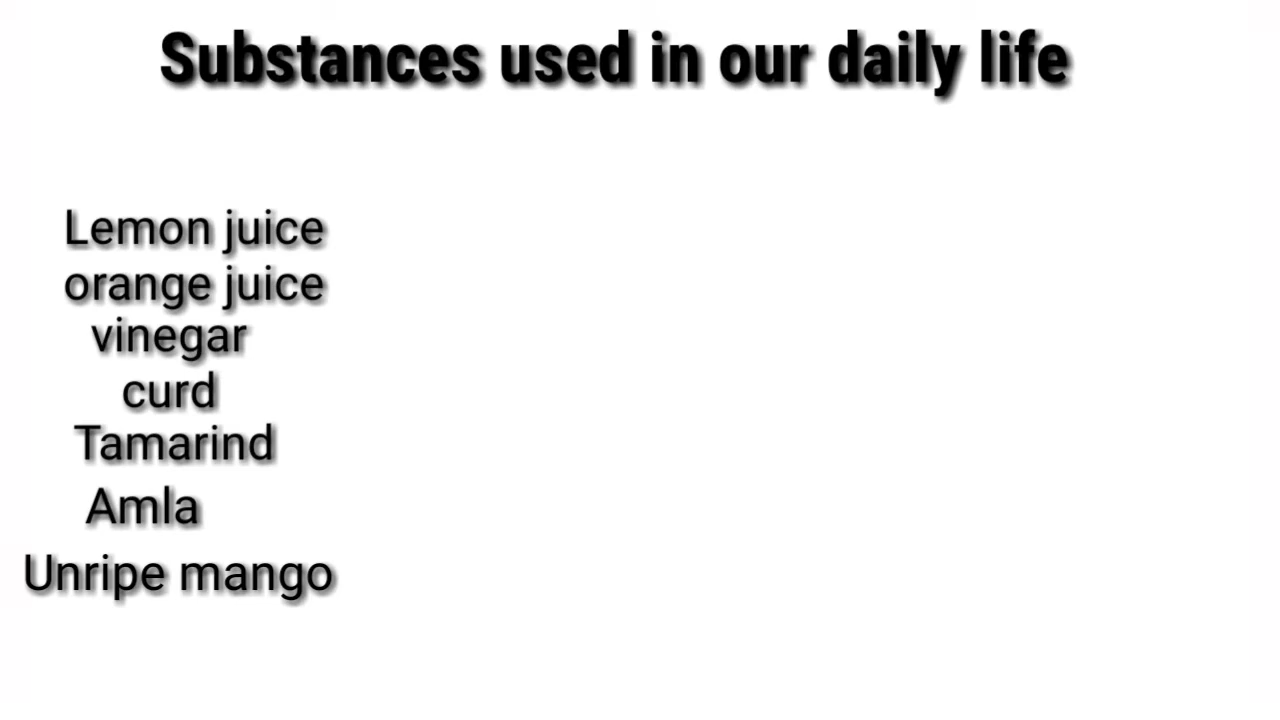 Substances used in our daily life
Lemon juice
orange juice
vinegar
curd
Tamarind
Amla
Unripe mango